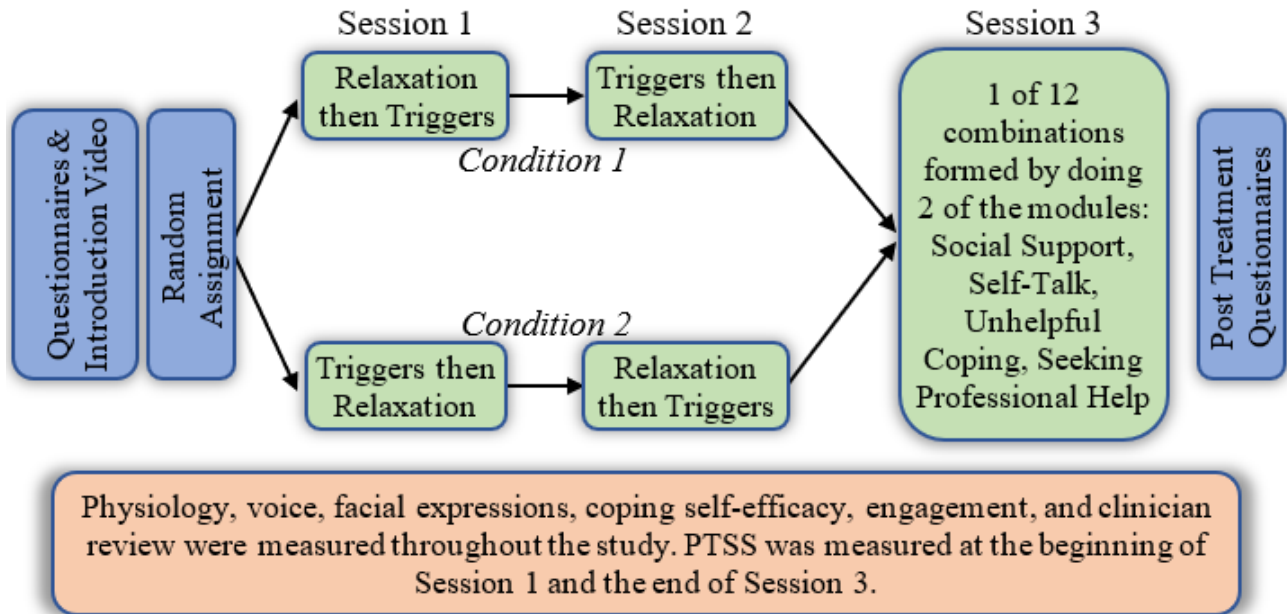 Session 1
Session 2
Session 3
Questionnaires &
Introduction Video
Random
Assignment
Relaxation
then Triggers
Triggers then
Relaxation
Condition 1
Condition 2
Triggers then
Relaxation
Relaxation
then Triggers
1 of 12
combinations
formed by doing
2 of the modules:
Social Support,
Self-Talk,
Unhelpful
Coping, Seeking
Professional Help
Post Treatment
Questionnaires
Physiology, voice, facial expressions, coping self-efficacy, engagement, and clinician
review were measured throughout the study. PTSS was measured at the beginning of
Session 1 and the end of Session 3.